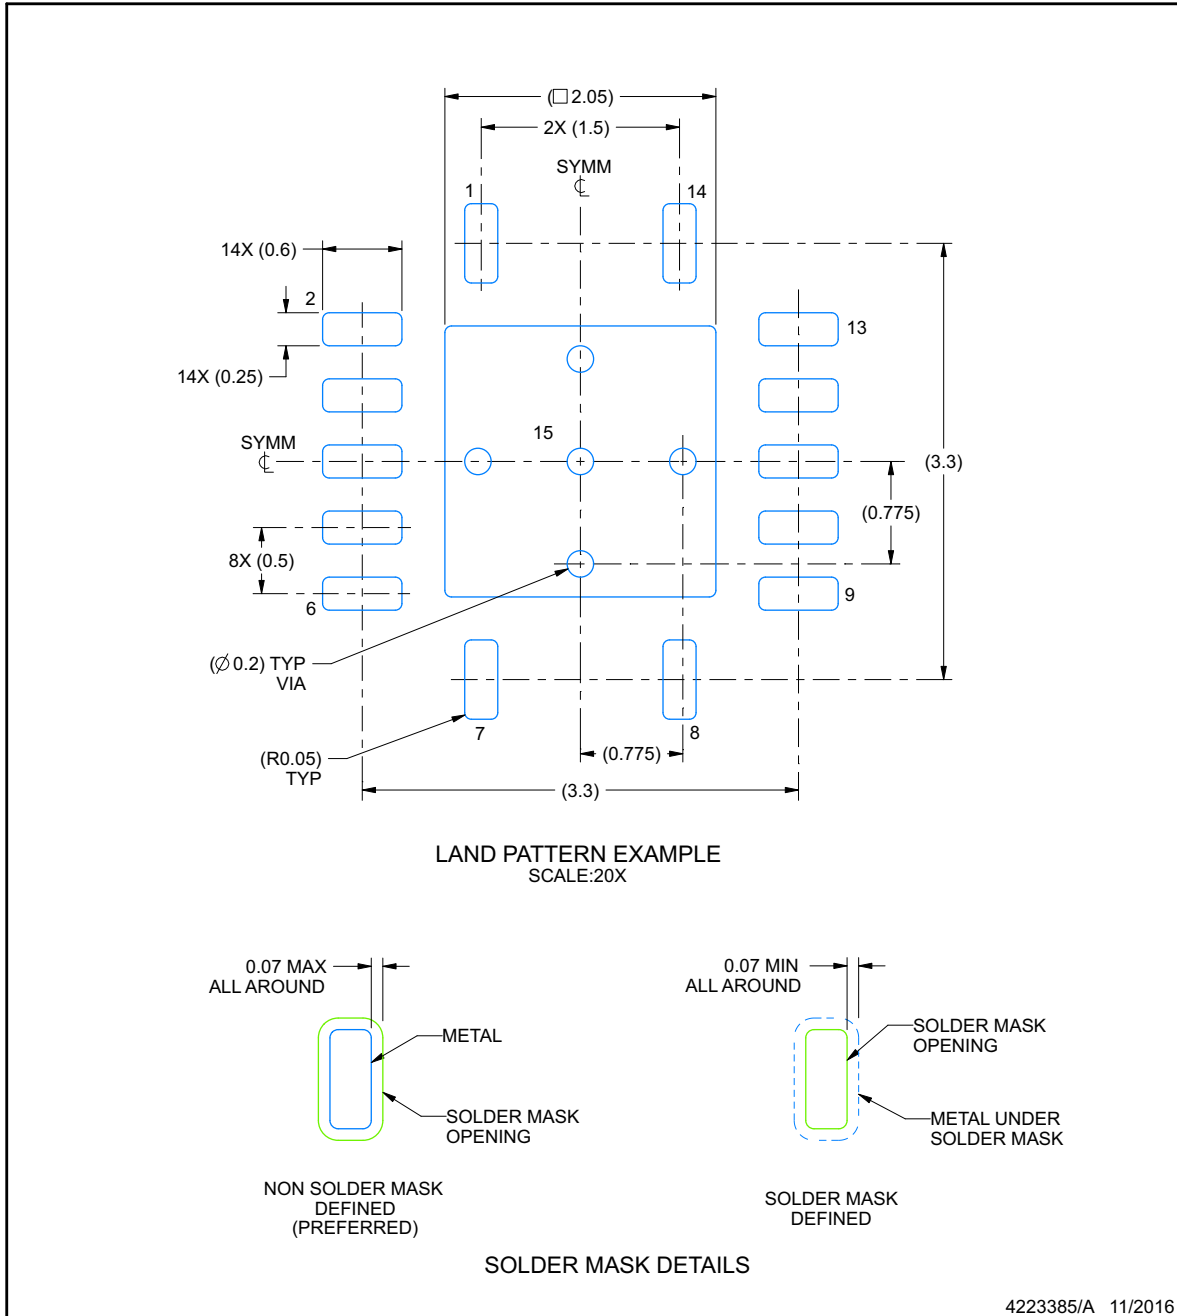 (□ 2.05)
2X (1.5)
SYMM
℄
1
14
14X (0.6)
2
13
14X (0.25)
15
SYMM
℄
(3.3)
(0.775)
8X (0.5)
6
9
(∅ 0.2) TYP
VIA
7
8
(R0.05)
TYP
(0.775)
(3.3)
LAND PATTERN EXAMPLE
SCALE:20X
0.07 MAX
ALL AROUND
METAL
SOLDER MASK
OPENING
NON SOLDER MASK
DEFINED
(PREFERRED)
0.07 MIN
ALL AROUND
SOLDER MASK
OPENING
METAL UNDER
SOLDER MASK
SOLDER MASK
DEFINED
SOLDER MASK DETAILS
4223385/A 11/2016